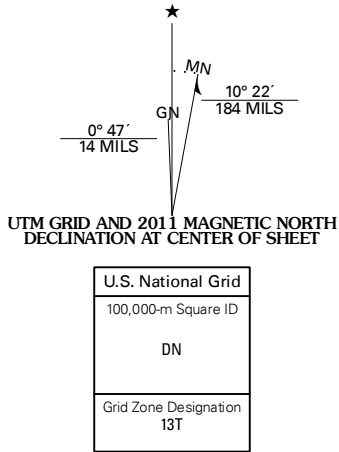 MN
GN
10° 22´
184 MILS
0° 47´
14 MILS
UTM GRID AND 2011 MAGNETIC NORTH
DECLINATION AT CENTER OF SHEET
U.S. National Grid
100,000-m Square ID
DN
Grid Zone Designation
13T